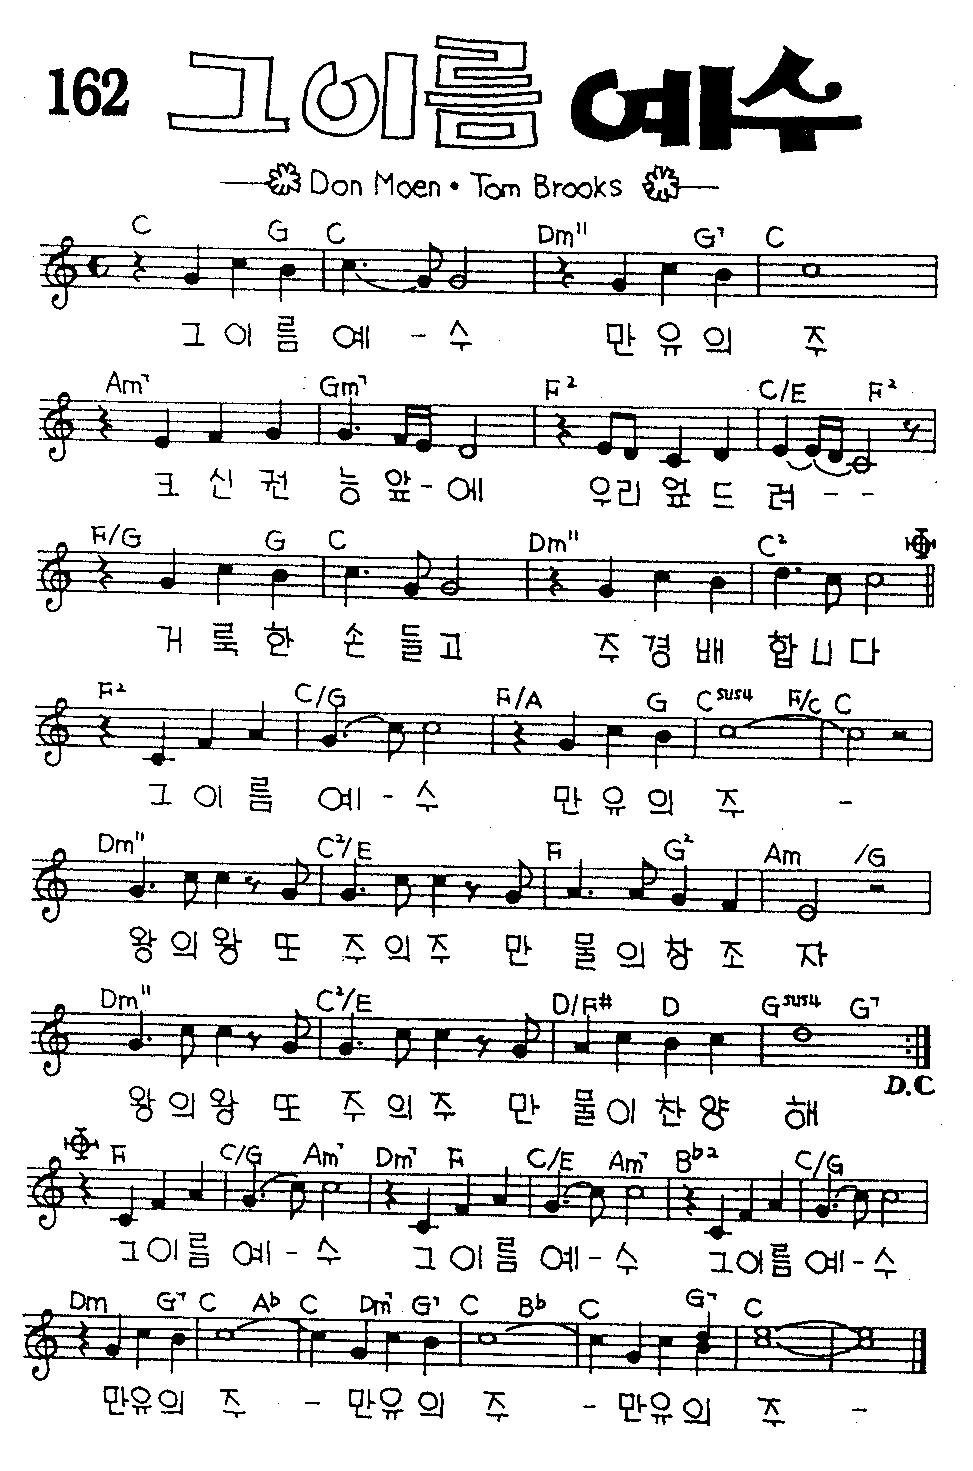 162 그이름 예수
Don Moen • Tom Brooks
C G C Dm11 G7 C
그 이 름 예 - 수 만 유 의 주
Am7 Gm7 F2 C/E F2
크 신 권 능 앞 - 에 우 리 엎 드 려 - -
F/G G C Dm11 C2
거 룩 한 손 들 고 주 경 배 합 니 다
F2 C/G F/A G Csus4 F/C C
그 이 름 예 - 수 만 유 의 주 -
Dm11 C2/E F G2 Am /G
왕 의 왕 또 주 의 주 만 물 의 창 조 자
Dm11 C2/E D/F# D Gsus4 G7
D.C
왕 의 왕 또 주 의 주 만 물 이 찬 양 해
F C/G Am7 Dm7 F C/E Am7 Bb2 C/G
그 이 름 예 - 수 그 이 름 예 - 수 그 이 름 예 - 수
Dm G7 C Ab C Dm7 G7 C Bb C G7 C
만 유 의 주 - 만 유 의 주 - 만 유 의 주 -